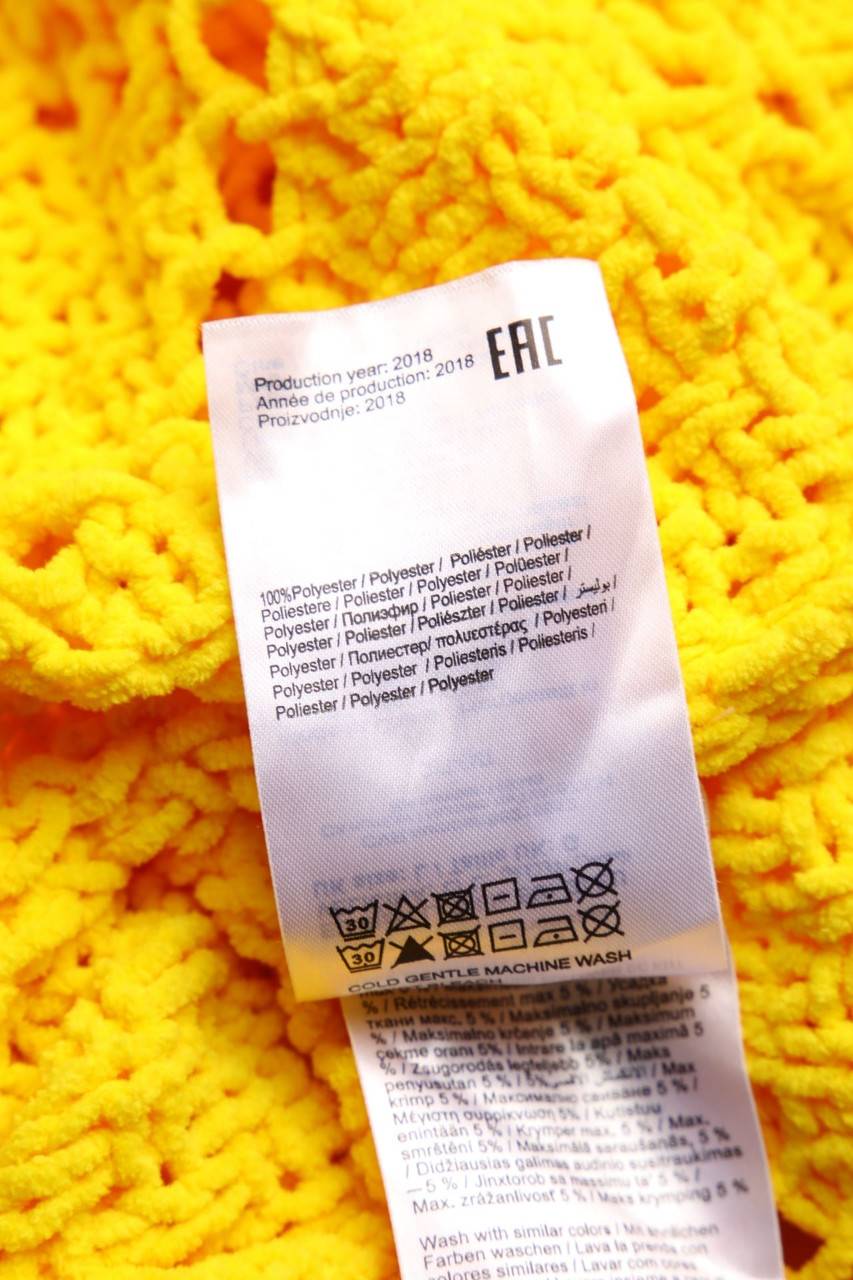 Production year: 2018
Année de production: 2018
Proizvodnje: 2018
EAC
100%Polyester / Polyester / Poliéster / Poliester /
Poliestere / Poliester / Polyester / Polüester /
Polyester / Полиэфир / Poliester / Poliester /
Polyester / Poliester / Poliészter / Poliester / بوليستر /
Polyester / Полиестер/ πολυεστέρας / Polyesteri /
Polyester / Polyester / Poliesteris / Poliesteris /
Poliester / Polyester / Polyester
30
30
COLD GENTLE MACHINE WASH
% / Rétrécissement max 5 % / Усадка
ткани макс. 5 % / Maksimalno skupljanje 5
% / Maksimalno krčenje 5 % / Maksimum
çekme oranı 5% / Intrare la apă maximă 5
% / Zsugorodás legfeljebb 5% / Maks
penyusutan 5 % / 5% / Max
krimp 5 % / Максимално свиване 5 % /
Μέγιστη συρρίκνωση 5% / Kutistuu
enintään 5 % / Krymper max. 5 % / Max.
smrštění 5% / Maksimālā saraušanās, 5 %
/ Didžiausias galimas audinio susitraukimas
— 5 % / Jinxtorob sa massimu ta' 5 % /
Max. zrážanlivosť 5 % / Maks krymping 5 %
Wash with similar colors / Mit
Farben waschen / Lava la prenda con
colores similares / Lavar com cores